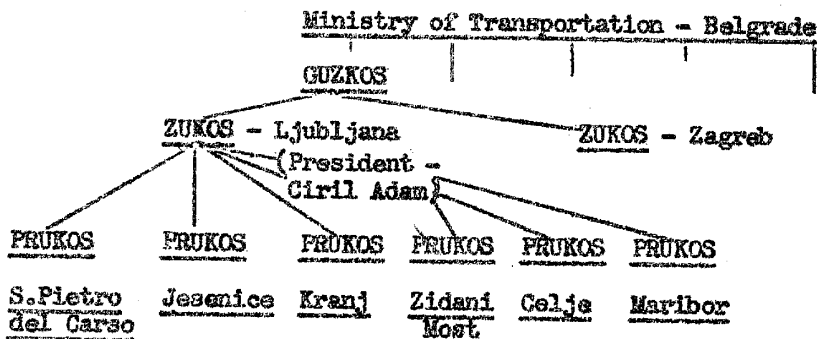 Ministry of Transportation - Belgrade
GUZKOS
ZUKOS - Ljubljana
ZUKOS - Zagreb
(President -
Ciril Adam)
PRUKOS PRUKOS PRUKOS PRUKOS PRUKOS PRUKOS
S.Pietro Jesenice Kranj Zidani Celje Maribor
del Carso Most